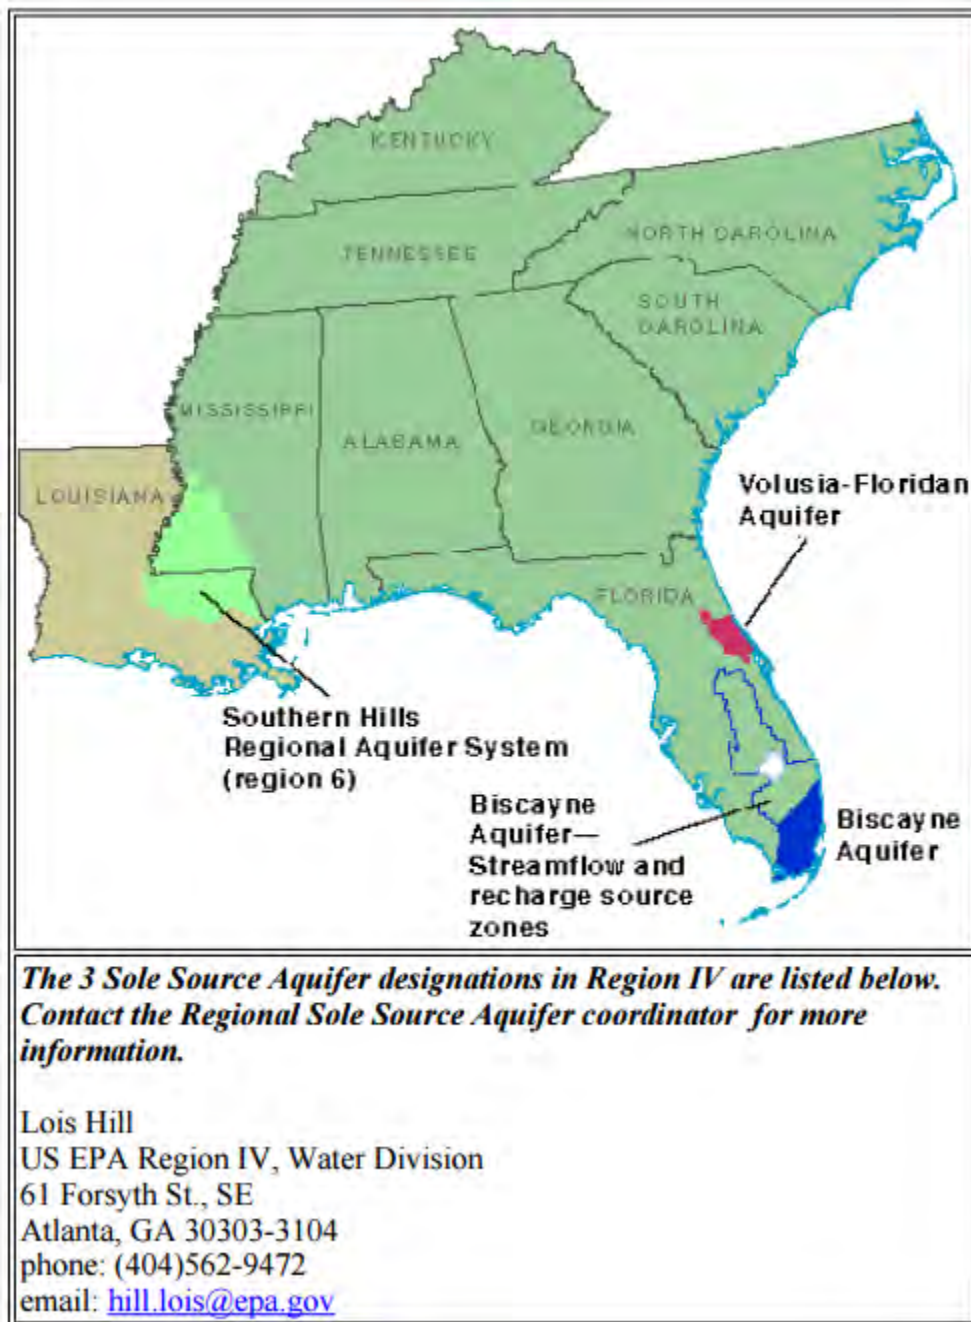 KENTUCKY
TENNESSEE
NORTH CAROLINA
SOUTH
CAROLINA
MISSISSIPPI
ALABAMA
GEORGIA
LOUISIANA
Volusia-Floridan
Aquifer
FLORIDA
Southern Hills
Regional Aquifer System
(region 6)
Biscayne
Aquifer—
Streamflow and
recharge source
zones
Biscayne
Aquifer
The 3 Sole Source Aquifer designations in Region IV are listed below.
Contact the Regional Sole Source Aquifer coordinator for more
information.
Lois Hill
US EPA Region IV, Water Division
61 Forsyth St., SE
Atlanta, GA 30303-3104
phone: (404)562-9472
email: hill.lois@epa.gov